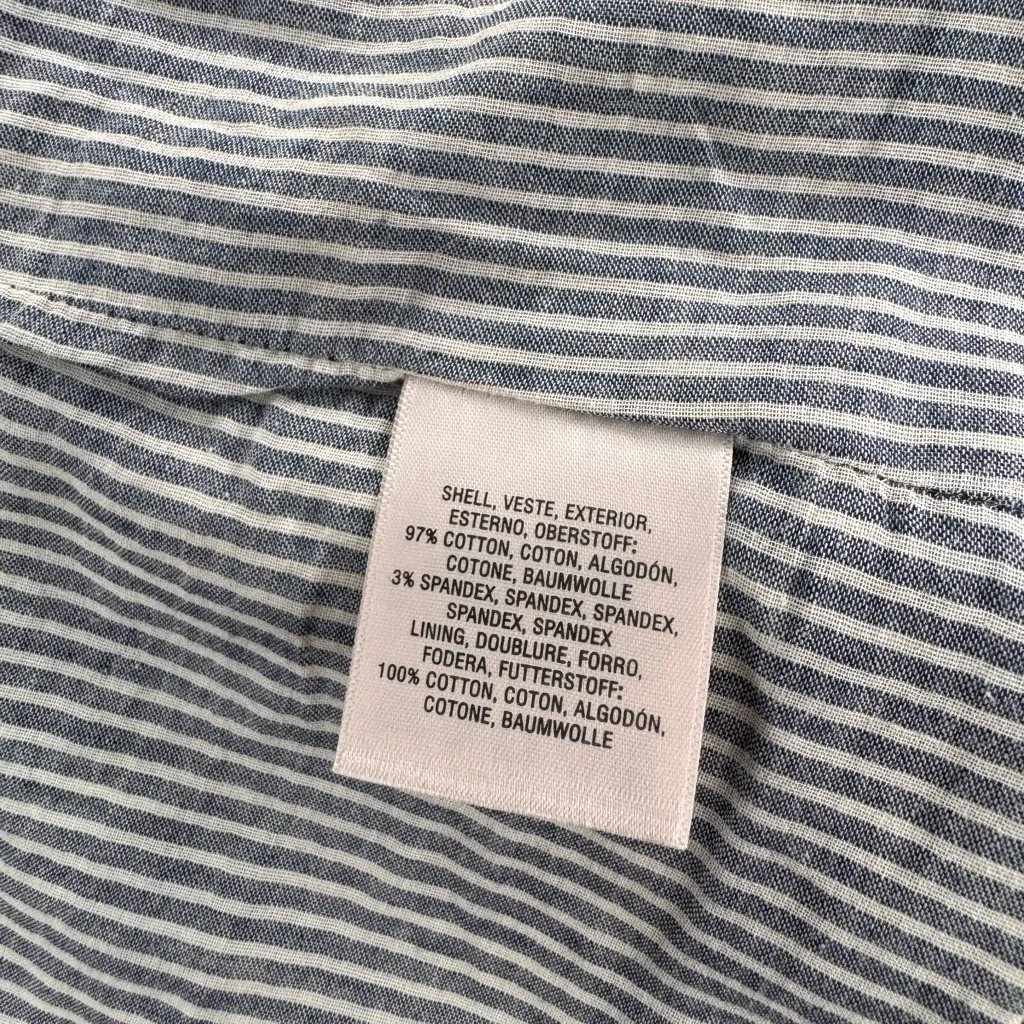 SHELL, VESTE, EXTERIOR,
ESTERNO, OBERSTOFF:
97% COTTON, COTON, ALGODÓN,
COTONE, BAUMWOLLE
3% SPANDEX, SPANDEX, SPANDEX,
SPANDEX, SPANDEX
LINING, DOUBLURE, FORRO,
FODERA, FUTTERSTOFF:
100% COTTON, COTON, ALGODÓN,
COTONE, BAUMWOLLE